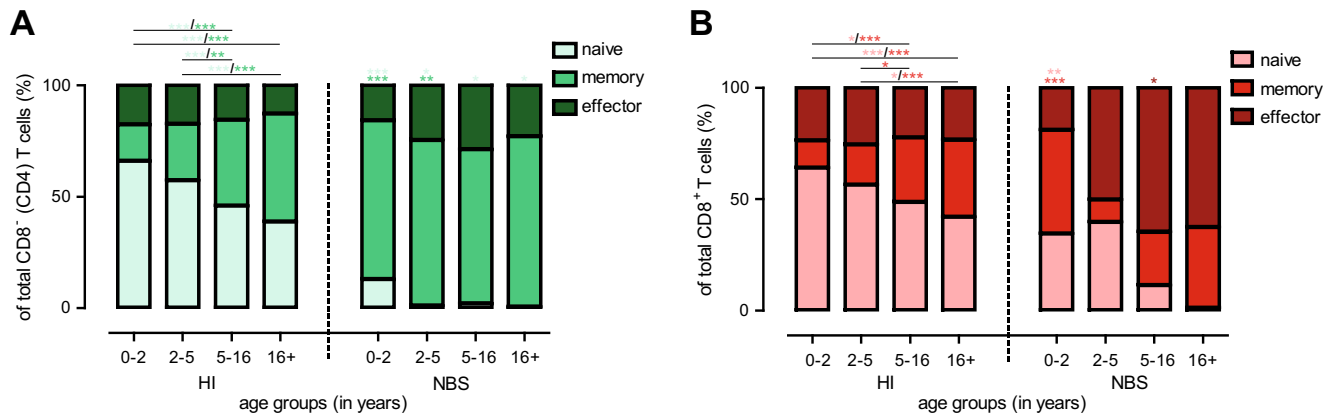 A
***/***
***/***
***/**
***/***
naive
memory
effector
of total CD8⁻ (CD4) T cells (%)
100
50
0
***
***
*
**
*
*
0-2
2-5
5-16
16+
0-2
2-5
5-16
16+
HI
NBS
age groups (in years)
B
*/***
***/***
*
*/***
naive
memory
effector
of total CD8⁺ T cells (%)
100
50
0
**
***
*
0-2
2-5
5-16
16+
0-2
2-5
5-16
16+
HI
NBS
age groups (in years)